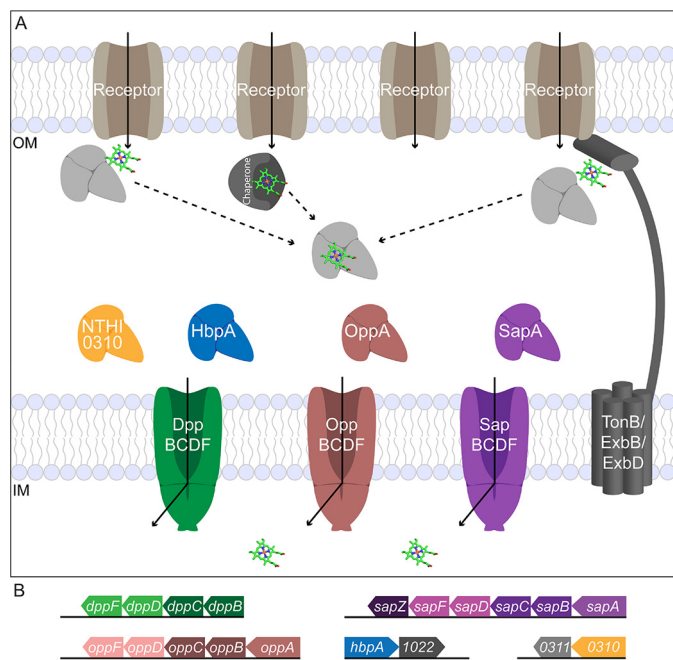 A
Receptor Receptor Receptor Receptor
OM
Chaperone
NTHI
0310
HbpA
OppA
SapA
Dpp
BCDF
Opp
BCDF
Sap
BCDF
TonB/
ExbB/
ExbD
IM
B
dppF dppD dppC dppB
sapZ sapF sapD sapC sapB sapA
oppF oppD oppC oppB oppA
hbpA 1022
0311 0310